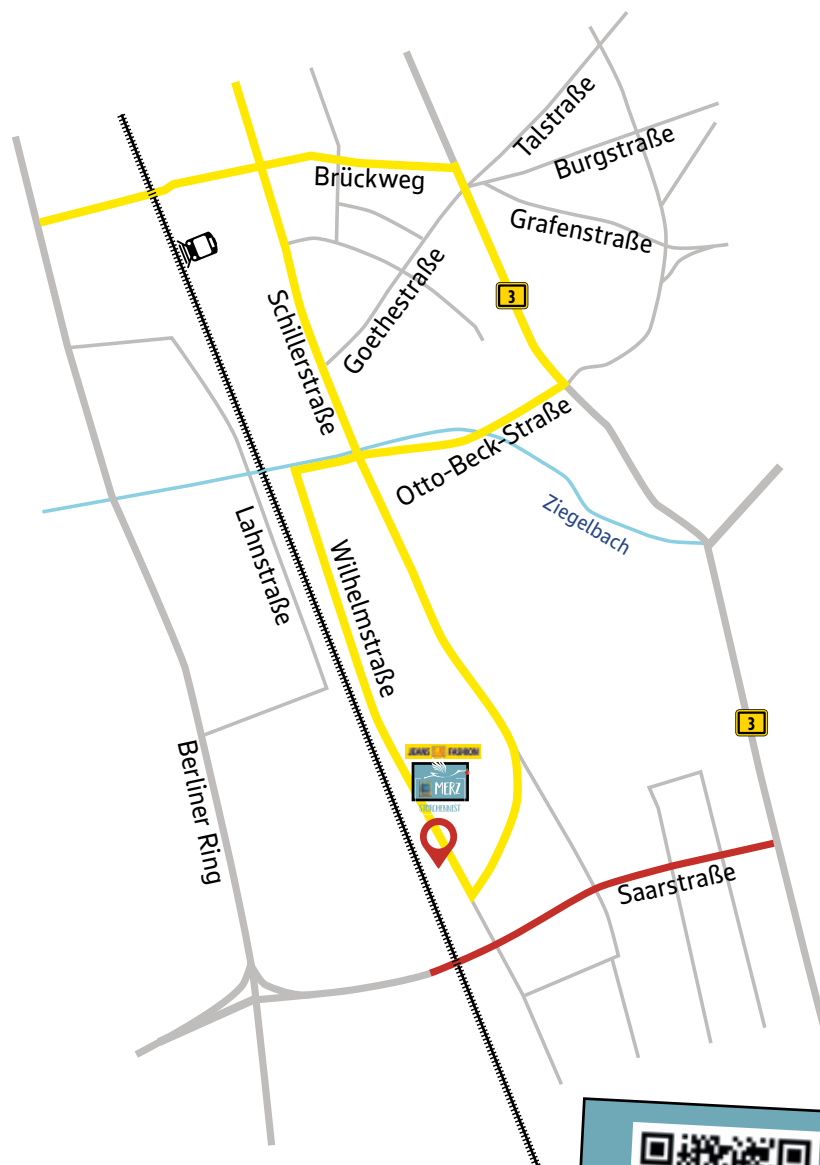 Talstraße
Burgstraße
Brückweg
Grafenstraße
Goethestraße
3
Schillerstraße
Otto-Beck-Straße
Ziegelbach
Lahnstraße
Wilhelmstraße
3
Berliner Ring
JEANS FASHION
MERZ
STORCHENNEST
Saarstraße